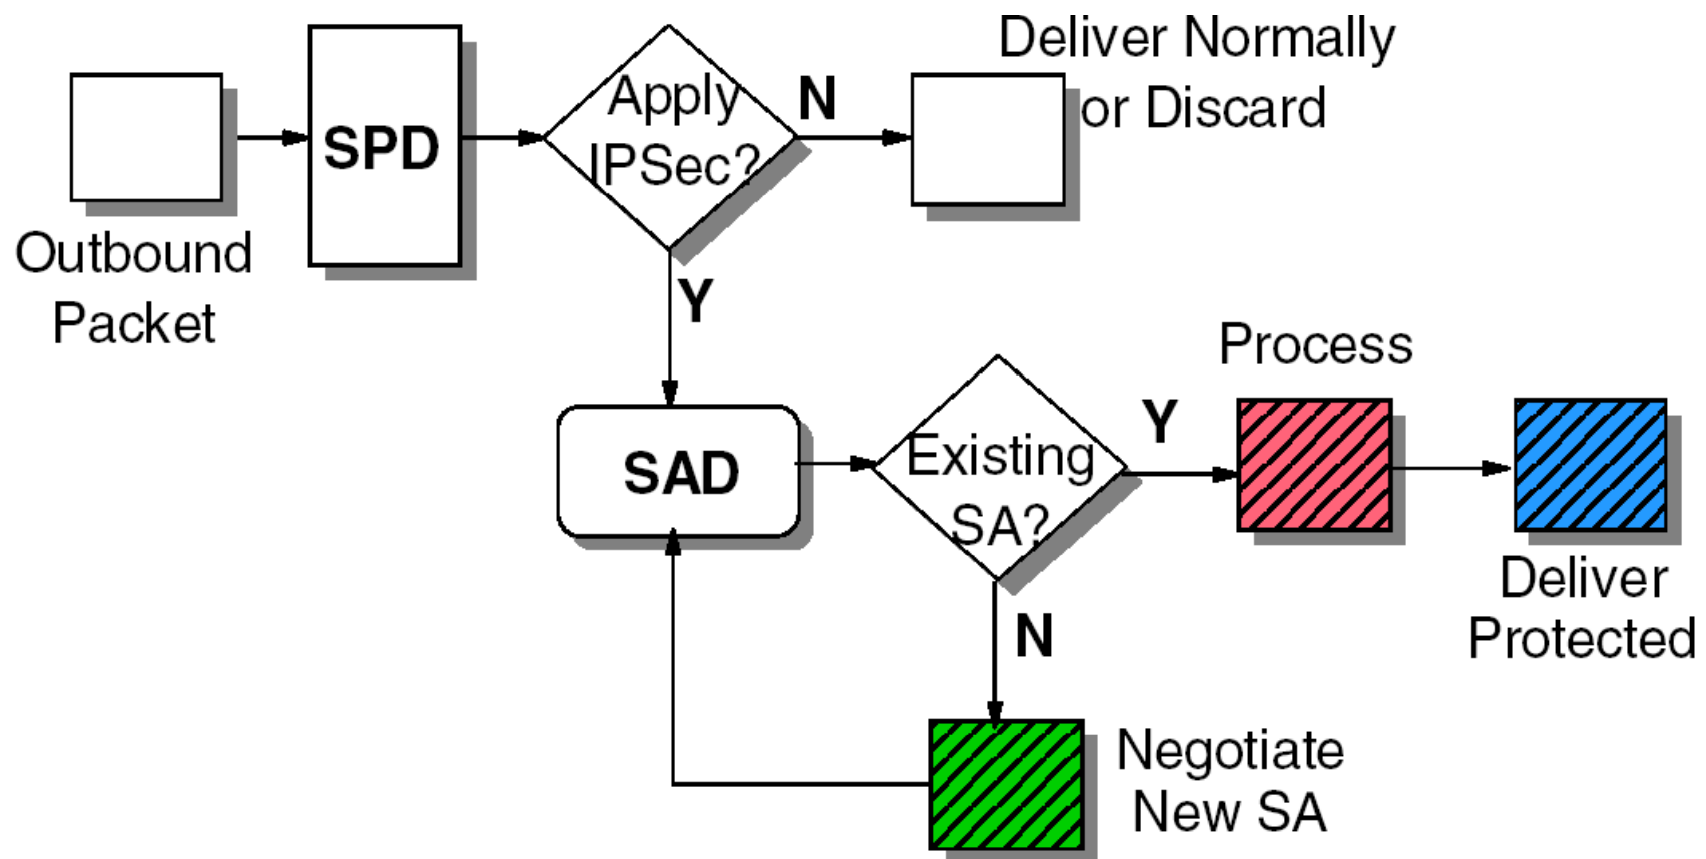 Deliver Normally
or Discard
Outbound
Packet
SPD
Apply
IPSec?
N
Y
SAD
Existing
SA?
Y
Process
Deliver
Protected
N
Negotiate
New SA